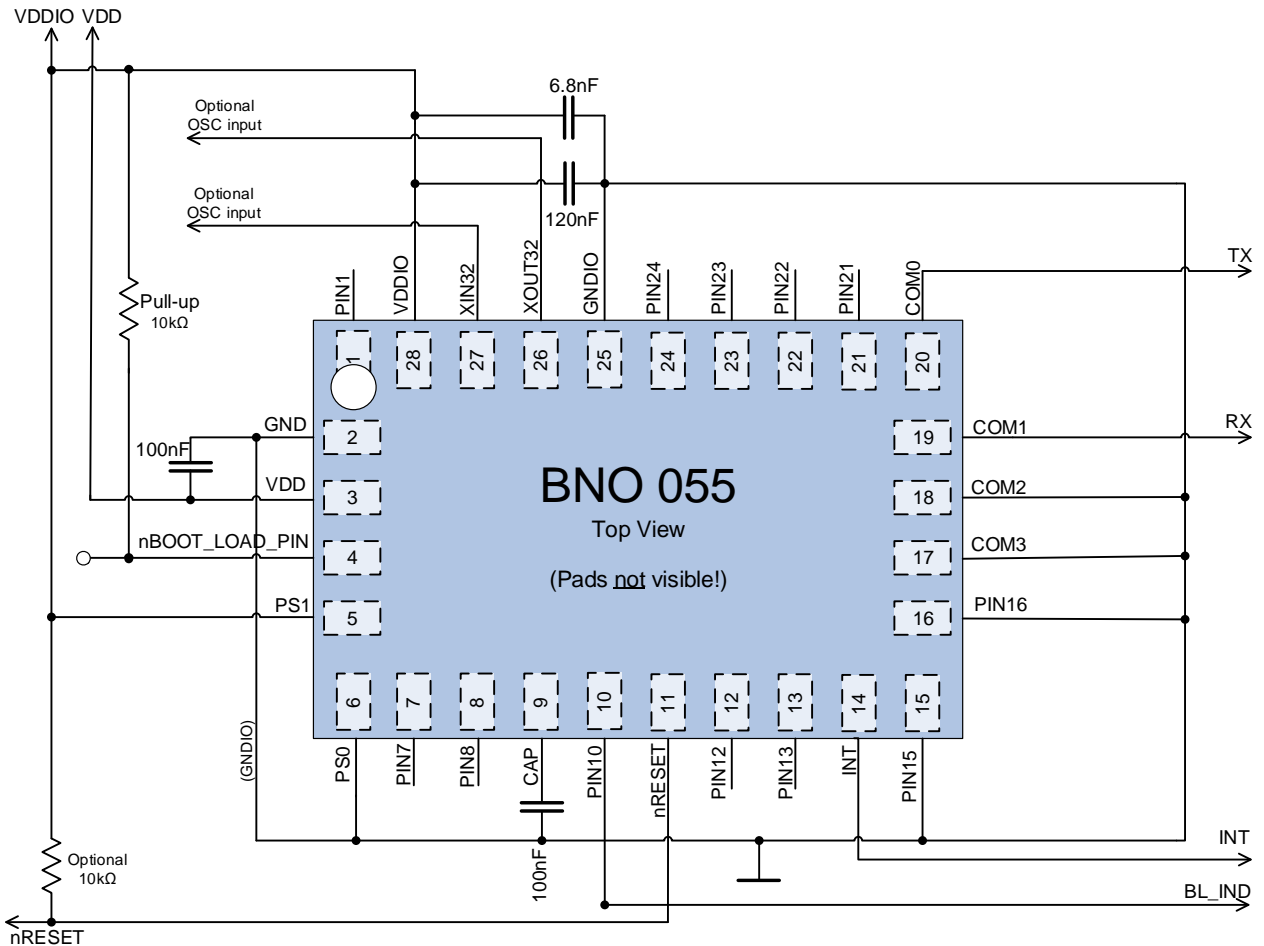 VDDIO VDD
6.8nF
Optional
OSC input
Optional
OSC input
120nF
TX
Pull-up
10kΩ
PIN1
VDDIO
XIN32
XOUT32
GNDIO
PIN24
PIN23
PIN22
PIN21
COM0
1
28
27
26
25
24
23
22
21
20
GND
2
19
COM1
RX
100nF
VDD
3
18
COM2
BNO 055
Top View
(Pads not visible!)
nBOOT_LOAD_PIN
4
17
COM3
PS1
5
16
PIN16
6
7
8
9
10
11
12
13
14
15
(GNDIO)
PS0
PIN7
PIN8
CAP
PIN10
nRESET
PIN12
PIN13
INT
PIN15
100nF
INT
Optional
10kΩ
BL_IND
nRESET